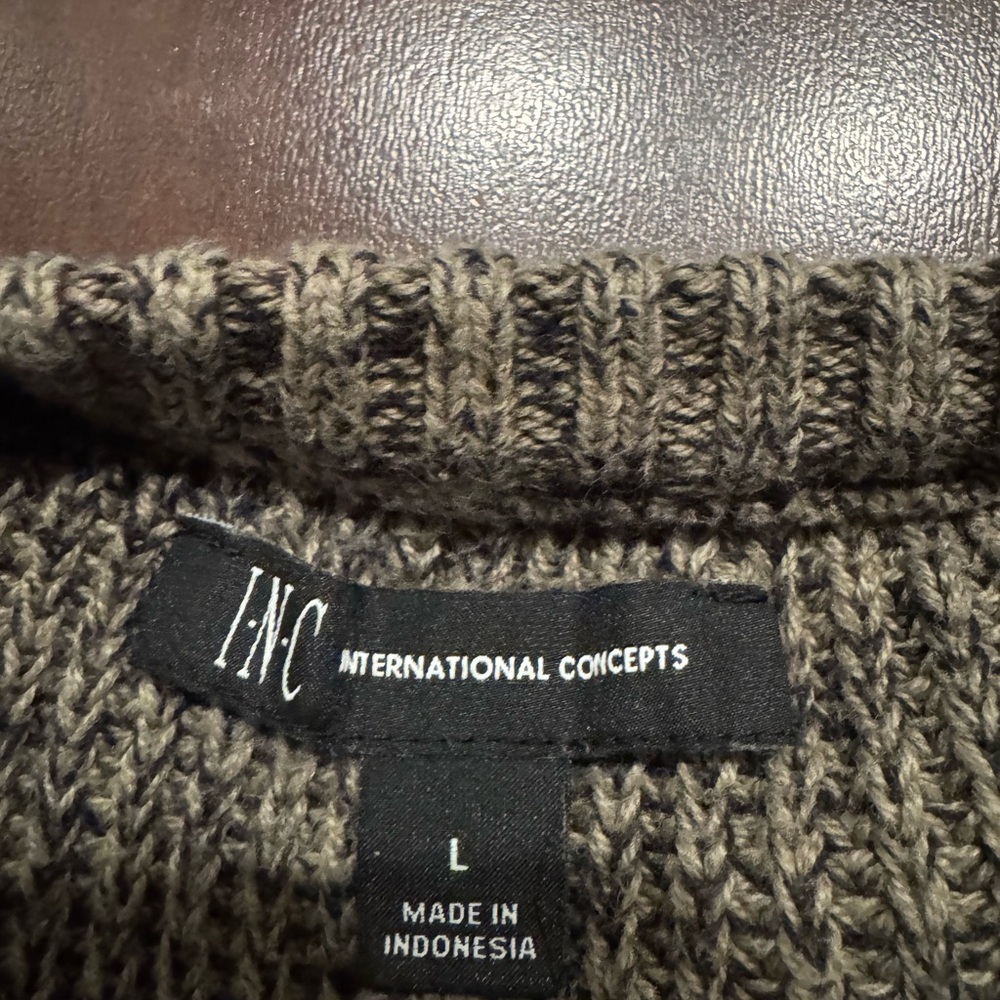 I·N·C INTERNATIONAL CONCEPTS
L
MADE IN
INDONESIA